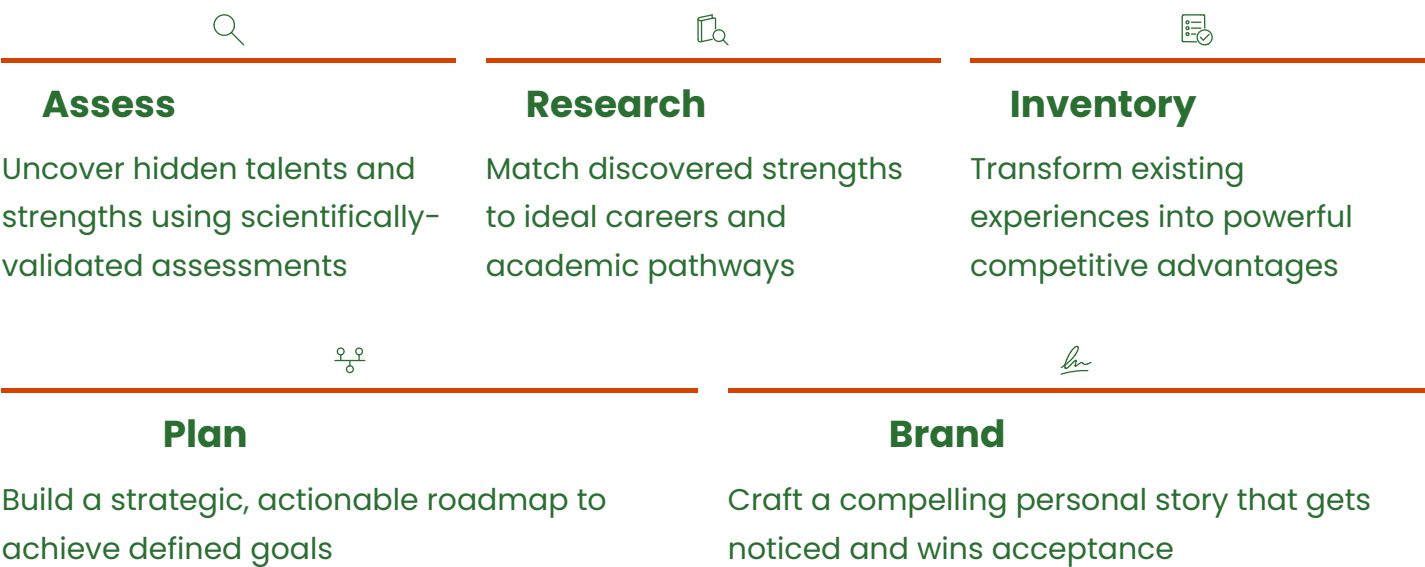 Assess
Uncover hidden talents and
strengths using scientifically-
validated assessments
Research
Match discovered strengths
to ideal careers and
academic pathways
Inventory
Transform existing
experiences into powerful
competitive advantages
Plan
Build a strategic, actionable roadmap to
achieve defined goals
Brand
Craft a compelling personal story that gets
noticed and wins acceptance